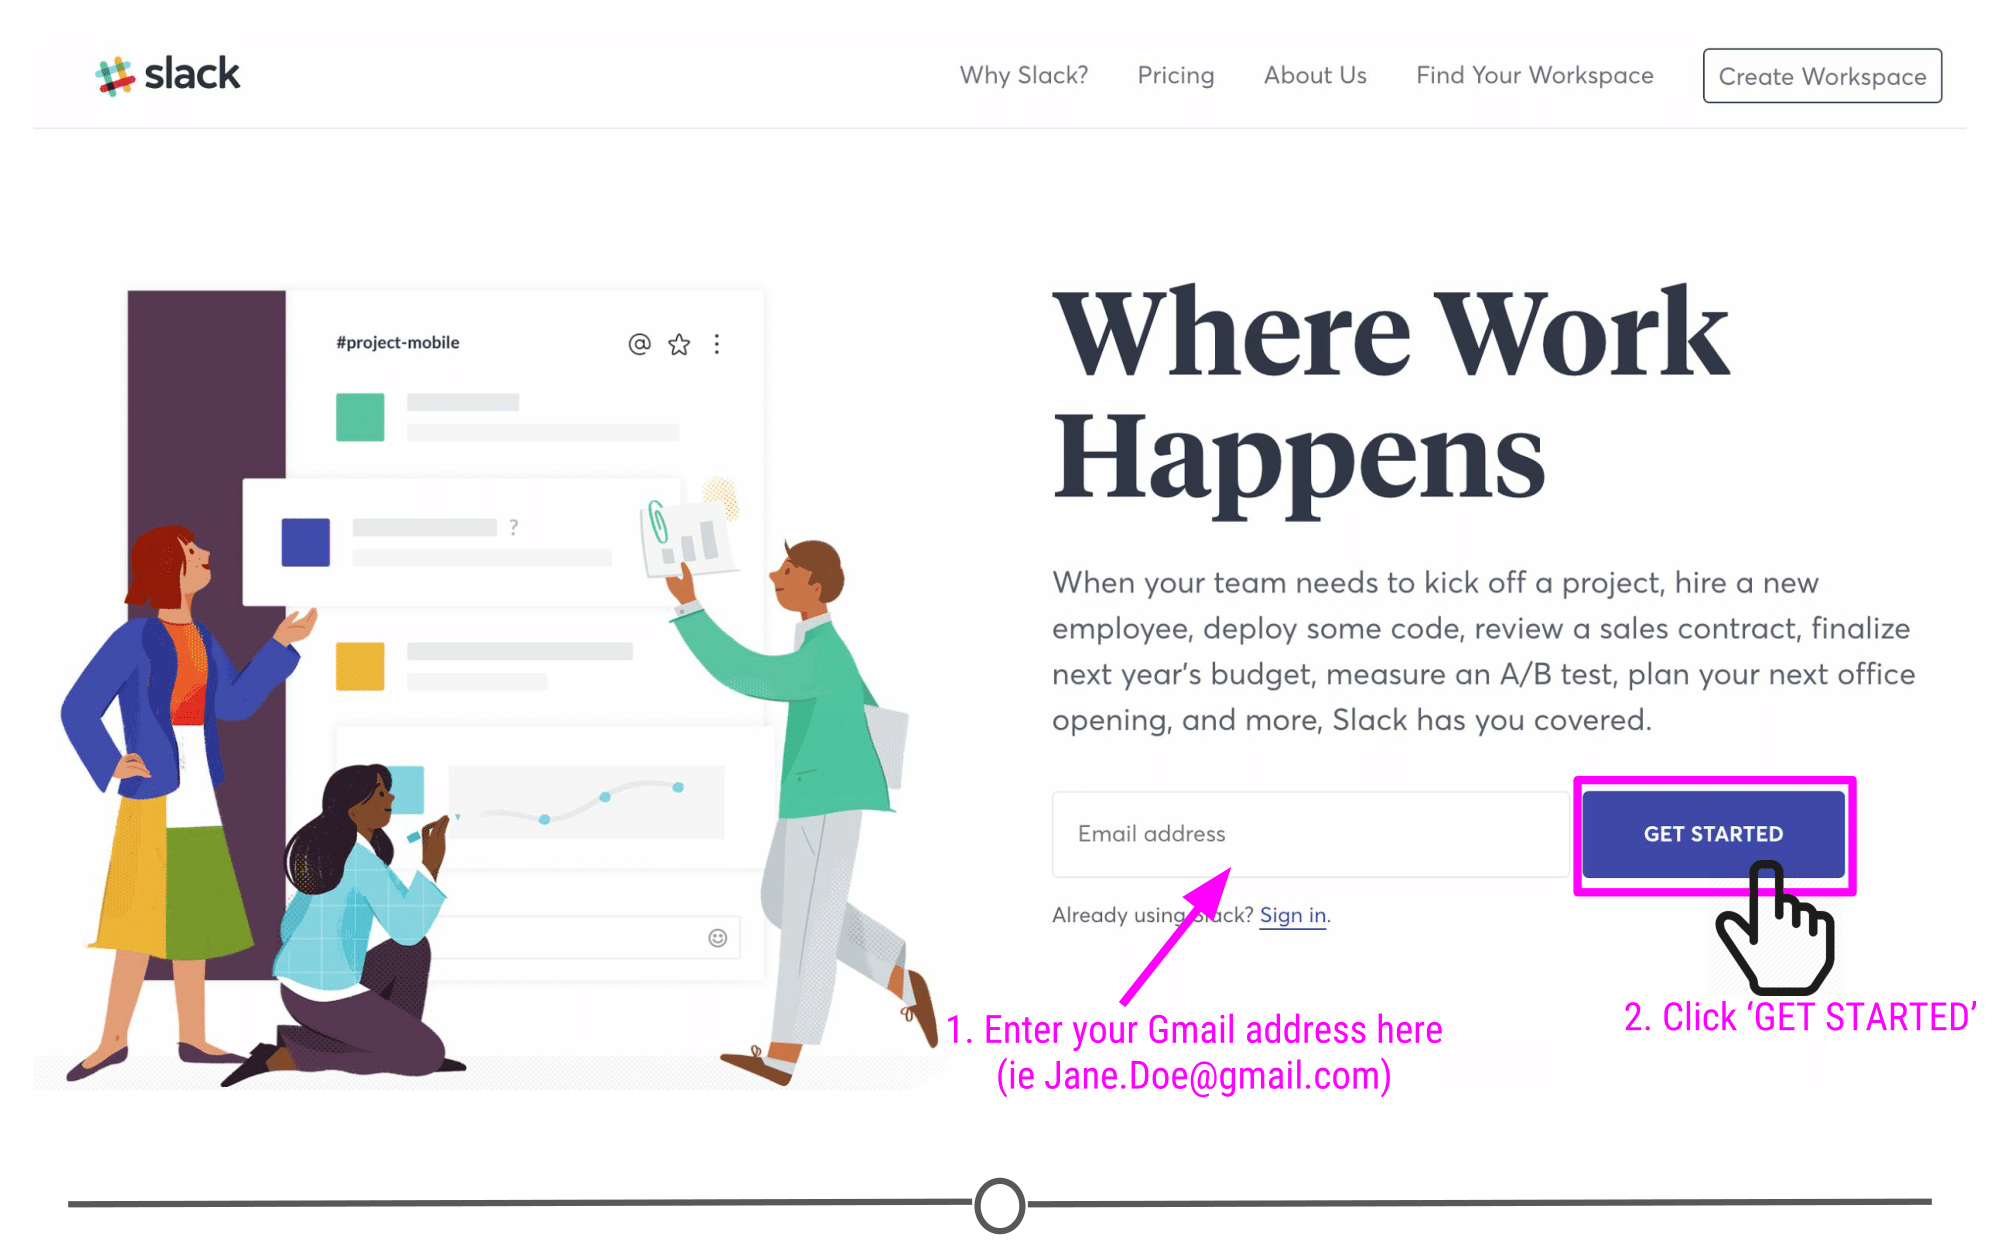 slack
Why Slack? Pricing About Us Find Your Workspace Create Workspace
#project-mobile
?
Where Work
Happens
When your team needs to kick off a project, hire a new
employee, deploy some code, review a sales contract, finalize
next year's budget, measure an A/B test, plan your next office
opening, and more, Slack has you covered.
Email address
GET STARTED
Already using Slack? Sign in.
1. Enter your Gmail address here
(ie Jane.Doe@gmail.com)
2. Click ‘GET STARTED’